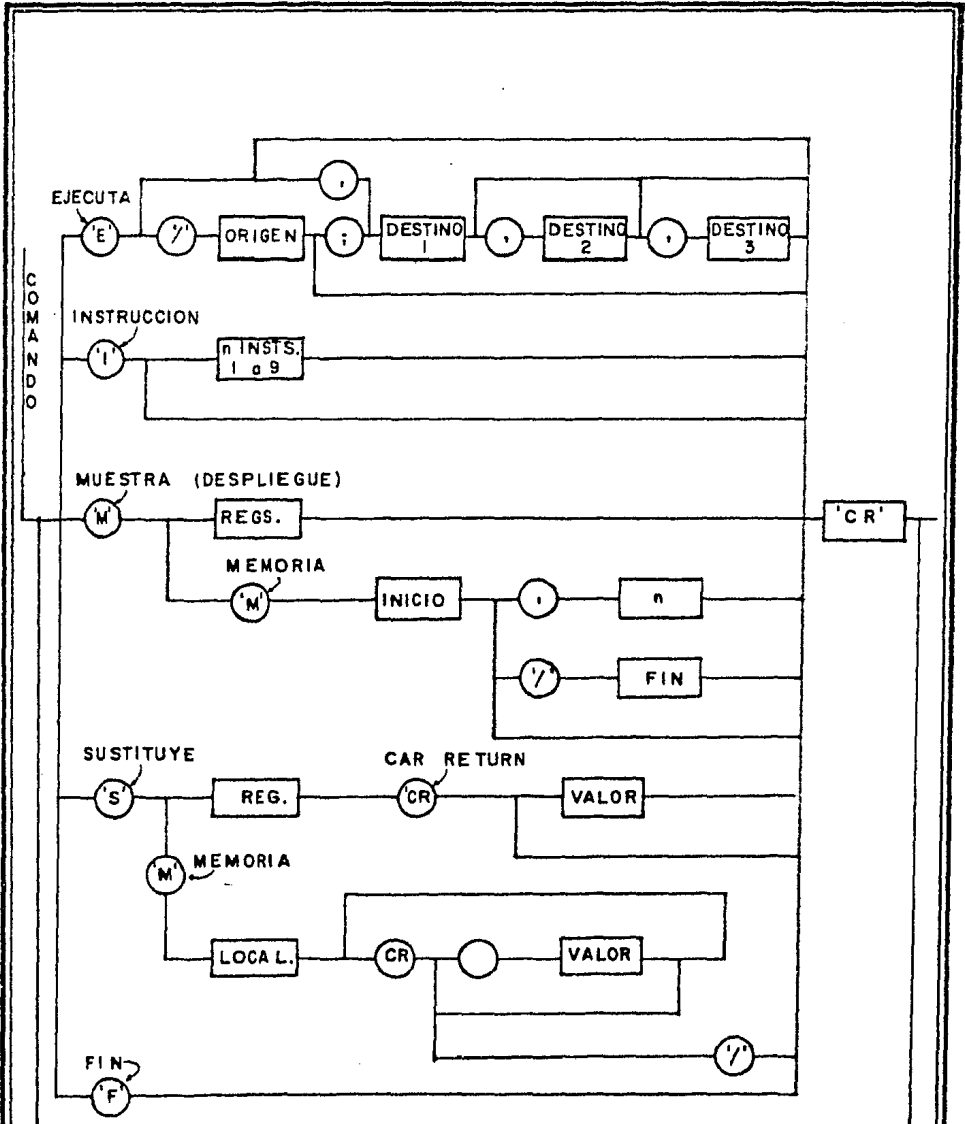 ,
EJECUTA
'E' '/' ORIGEN ; DESTINO 1 , DESTINO 2 , DESTINO 3
COMANDO
INSTRUCCION
'I' n INSTS. 1 a 9
MUESTRA (DESPLIEGUE)
'M' REGS. 'CR'
MEMORIA
'M' INICIO , n
'/' FIN
SUSTITUYE CAR RETURN
'S' REG. 'CR' VALOR
'M' MEMORIA
LOCAL. CR VALOR
'/'
FIN
'F'